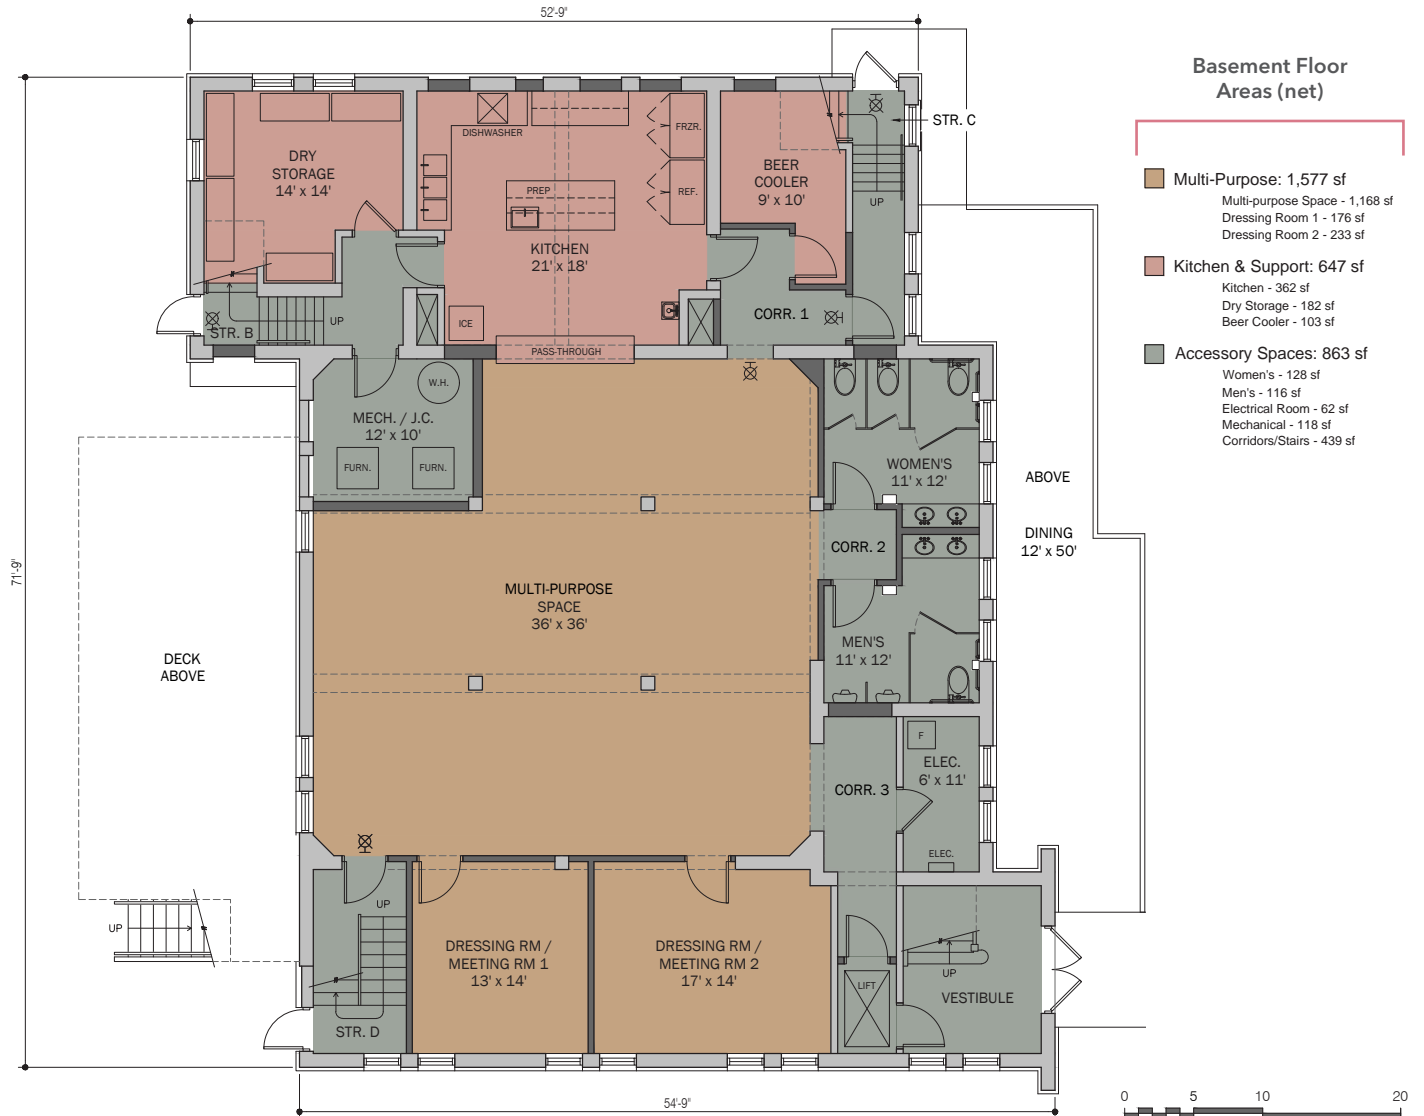 52'-9"
Basement Floor
Areas (net)
Multi-Purpose: 1,577 sf
Multi-purpose Space - 1,168 sf
Dressing Room 1 - 176 sf
Dressing Room 2 - 233 sf
Kitchen & Support: 647 sf
Kitchen - 362 sf
Dry Storage - 182 sf
Beer Cooler - 103 sf
Accessory Spaces: 863 sf
Women's - 128 sf
Men's - 116 sf
Electrical Room - 62 sf
Mechanical - 118 sf
Corridors/Stairs - 439 sf
DRY
STORAGE
14' x 14'
DISHWASHER
PREP
KITCHEN
21' x 18'
FRZR.
REF.
ICE
PASS-THROUGH
BEER
COOLER
9' x 10'
STR. C
UP
CORR. 1
UP
STR. B
W.H.
MECH. / J.C.
12' x 10'
FURN.
FURN.
WOMEN'S
11' x 12'
CORR. 2
MEN'S
11' x 12'
ABOVE
DINING
12' x 50'
71'-9"
MULTI-PURPOSE
SPACE
36' x 36'
DECK
ABOVE
F
ELEC.
6' x 11'
CORR. 3
ELEC.
UP
UP
DRESSING RM /
MEETING RM 1
13' x 14'
DRESSING RM /
MEETING RM 2
17' x 14'
LIFT
UP
VESTIBULE
STR. D
54'-9"
0 5 10 20